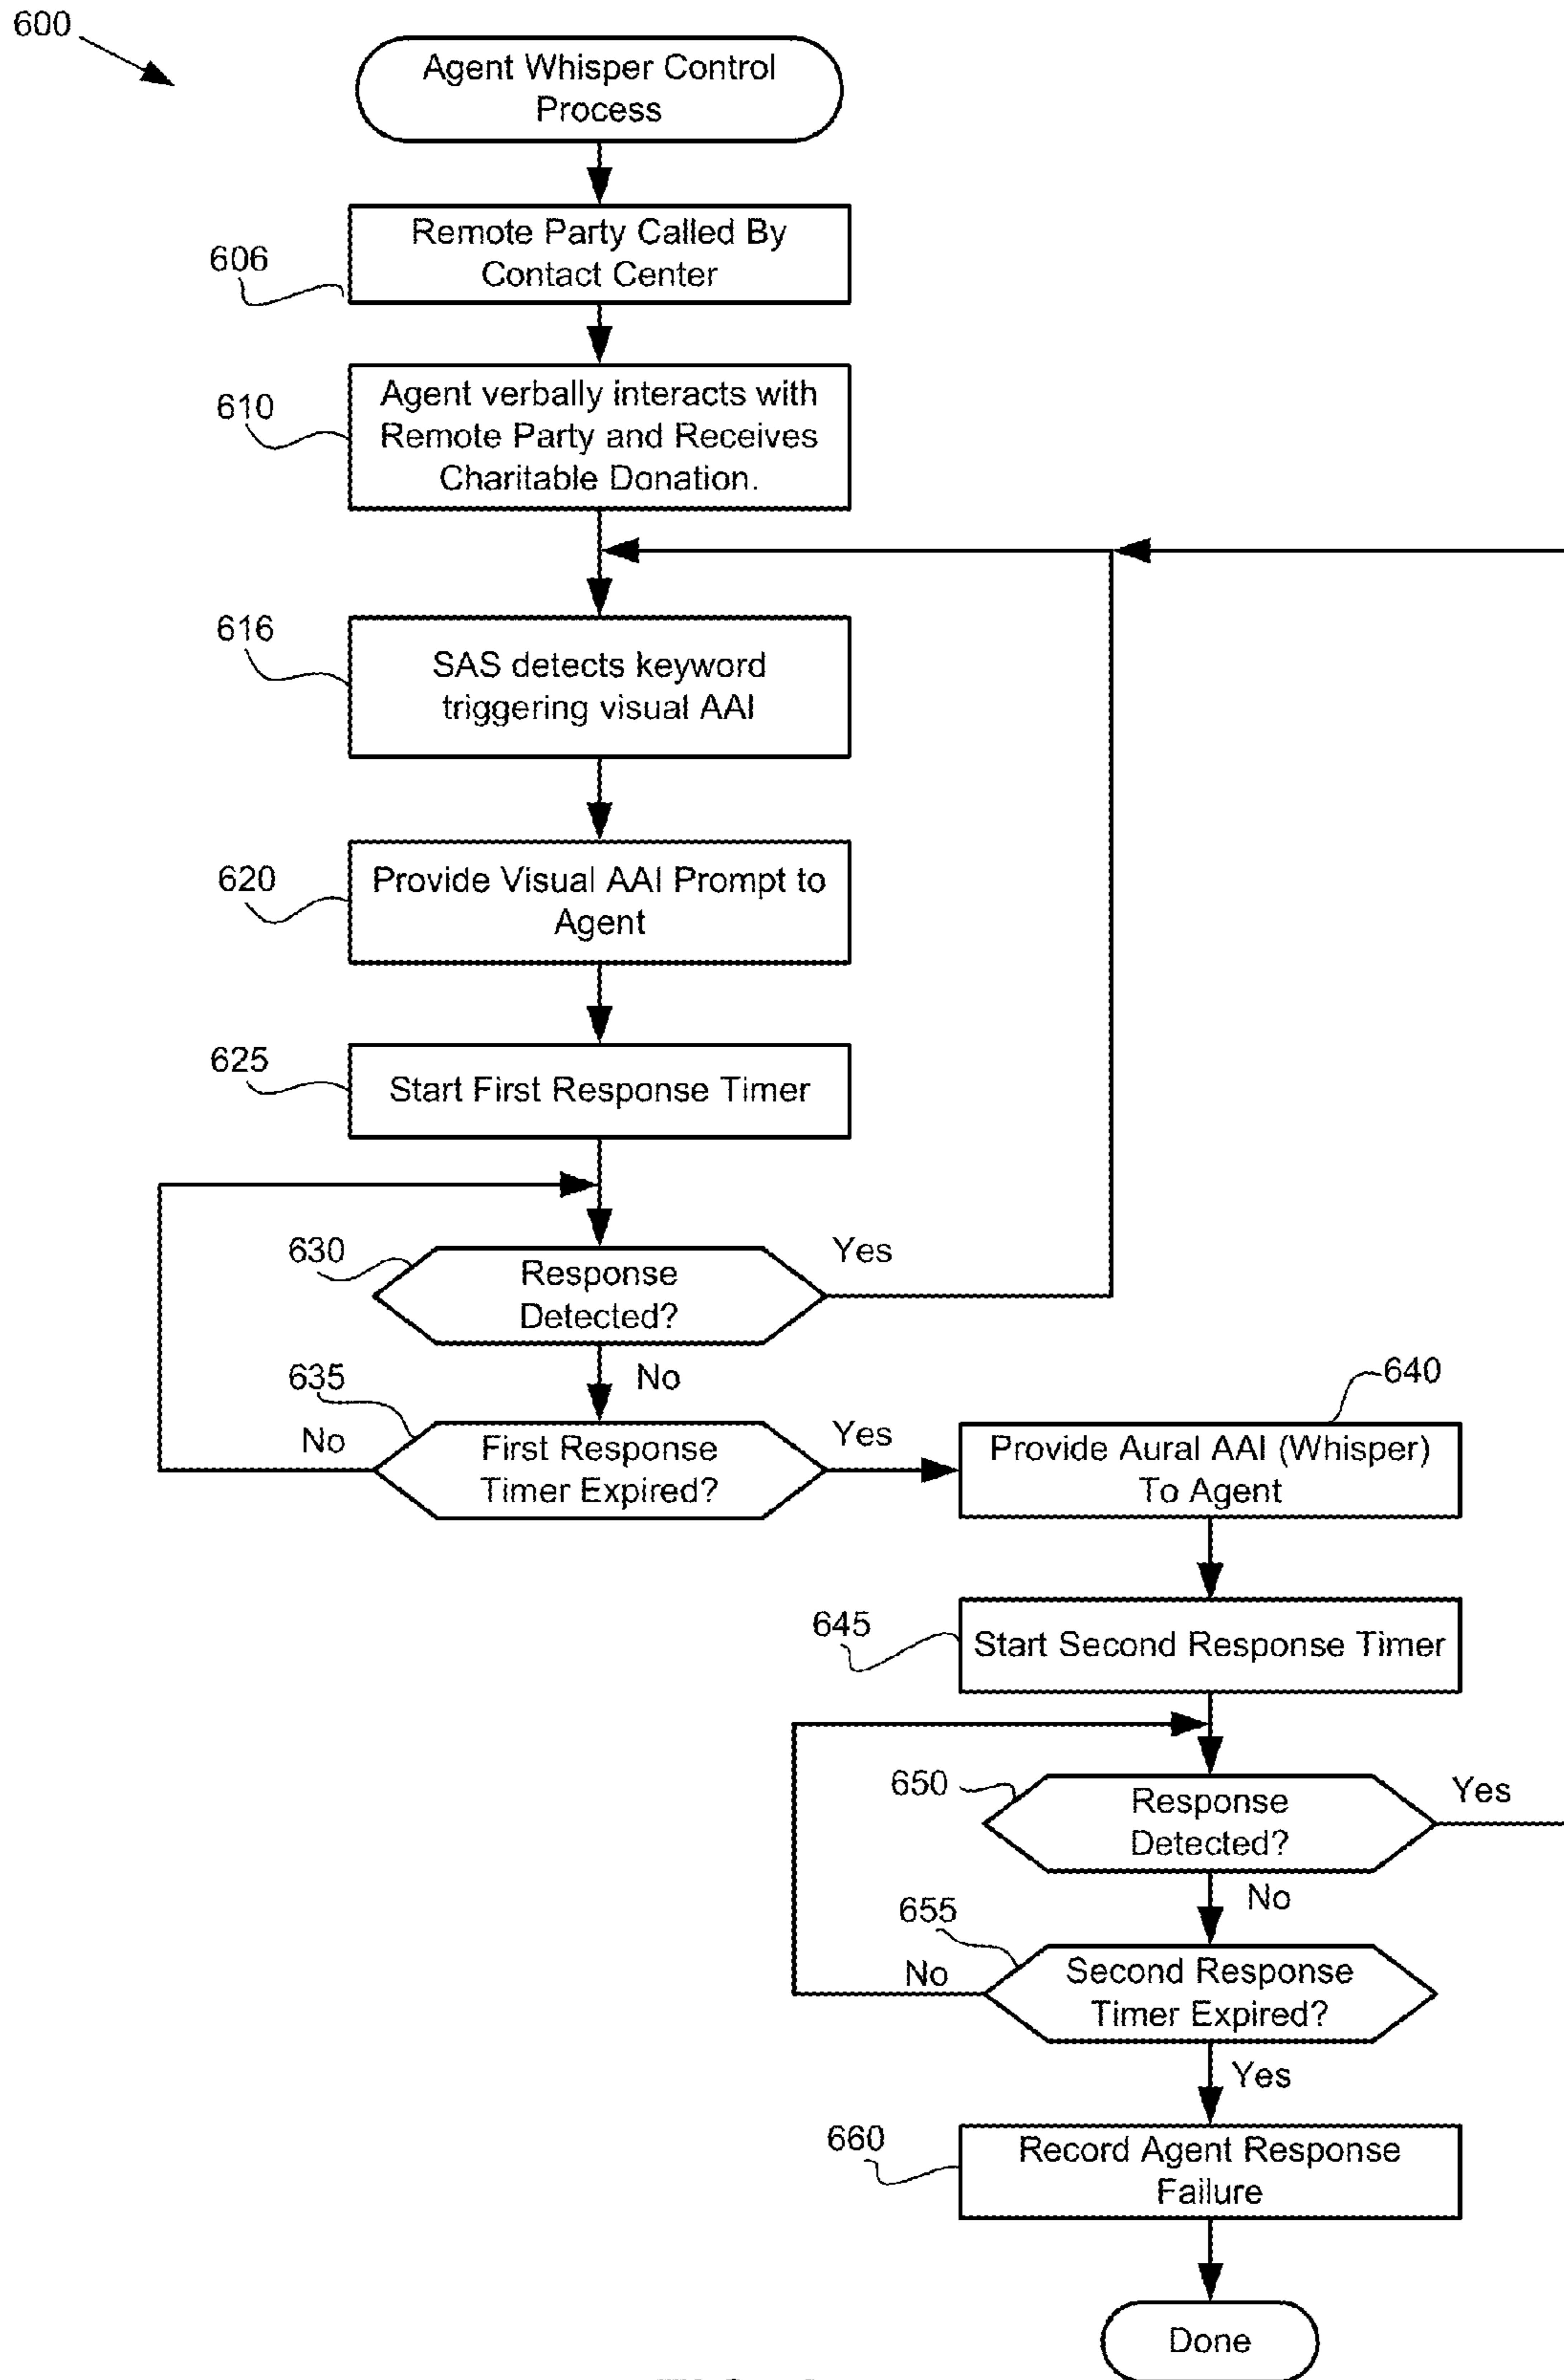 600
Agent Whisper Control
Process
606
Remote Party Called By
Contact Center
610
Agent verbally interacts with
Remote Party and Receives
Charitable Donation.
616
SAS detects keyword
triggering visual AAI
620
Provide Visual AAI Prompt to
Agent
625
Start First Response Timer
630
Response
Detected?
Yes
No
635
First Response
Timer Expired?
No
Yes
640
Provide Aural AAI (Whisper)
To Agent
645
Start Second Response Timer
650
Response
Detected?
Yes
No
655
Second Response
Timer Expired?
No
Yes
660
Record Agent Response
Failure
Done